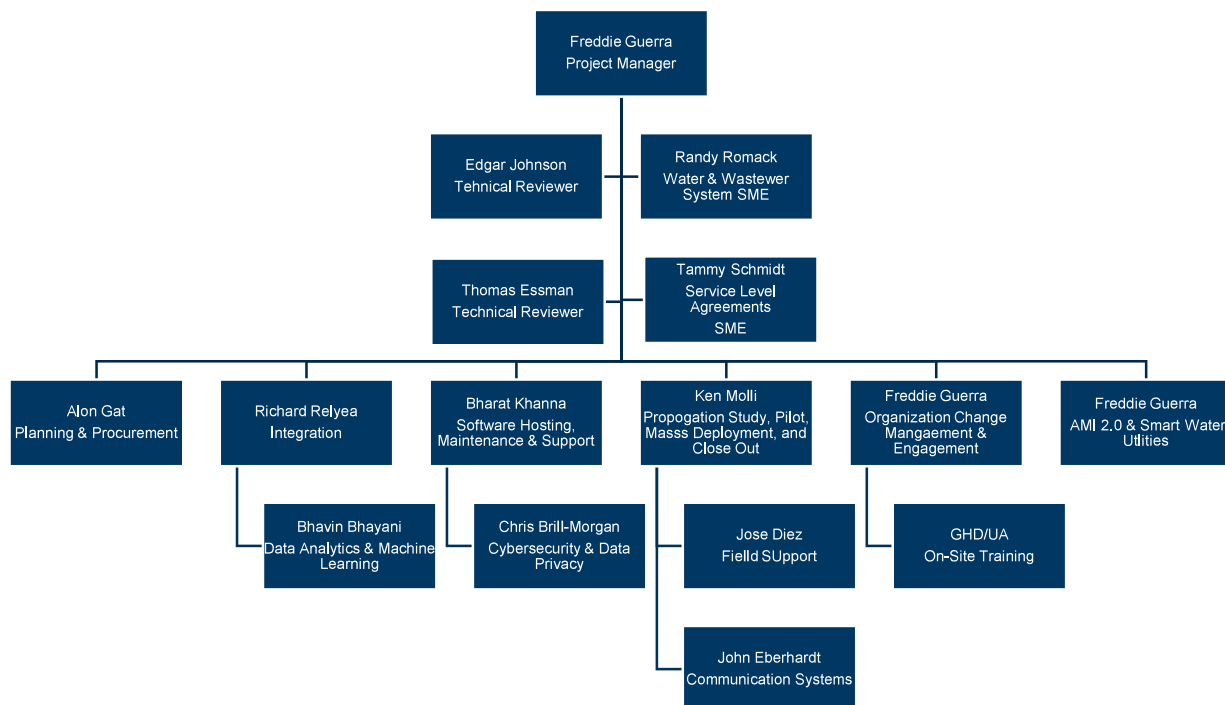 Freddie Guerra
Project Manager
Edgar Johnson
Tehnical Reviewer
Randy Romack
Water & Wastewer
System SME
Thomas Essman
Technical Reviewer
Tammy Schmidt
Service Level
Agreements
SME
Alon Gat
Planning & Procurement
Richard Relyea
Integration
Bharat Khanna
Software Hosting,
Maintenance & Support
Ken Molli
Propogation Study, Pilot,
Masss Deployment, and
Close Out
Freddie Guerra
Organization Change
Mangaement &
Engagement
Freddie Guerra
AMI 2.0 & Smart Water
Utlities
Bhavin Bhayani
Data Analytics & Machine
Learning
Chris Brill-Morgan
Cybersecurity & Data
Privacy
Jose Diez
Fielld SUpport
GHD/UA
On-Site Training
John Eberhardt
Communication Systems